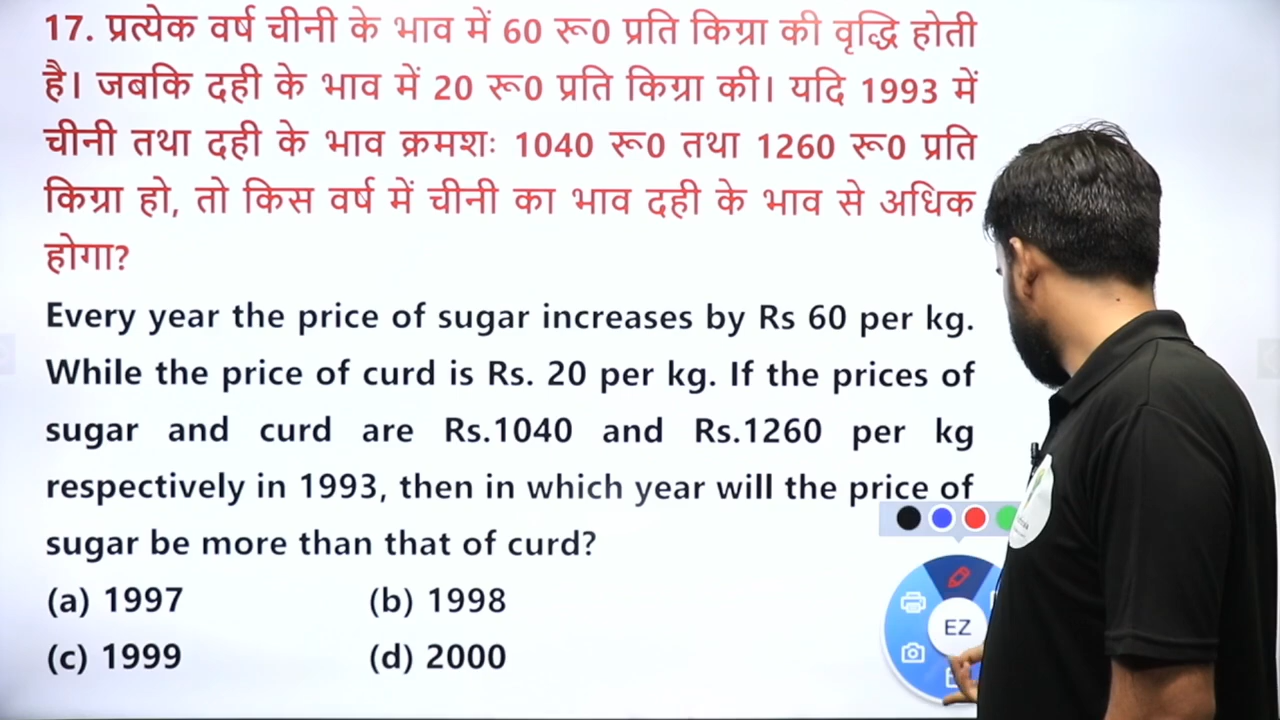 17. प्रत्येक वर्ष चीनी के भाव में 60 रू0 प्रति किग्रा की वृद्धि होती
है। जबकि दही के भाव में 20 रू0 प्रति किग्रा की। यदि 1993 में
चीनी तथा दही के भाव क्रमशः 1040 रू0 तथा 1260 रू0 प्रति
किग्रा हो, तो किस वर्ष में चीनी का भाव दही के भाव से अधिक
होगा?
Every year the price of sugar increases by Rs 60 per kg.
While the price of curd is Rs. 20 per kg. If the prices of
sugar and curd are Rs.1040 and Rs.1260 per kg
respectively in 1993, then in which year will the price of
sugar be more than that of curd?
(a) 1997 (b) 1998
(c) 1999 (d) 2000
EZ